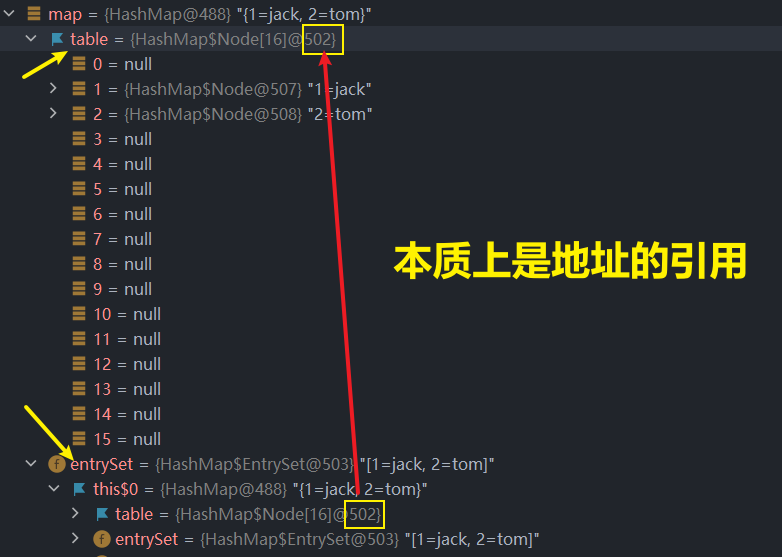 map = {HashMap@488} "{1=jack, 2=tom}"
table = {HashMap$Node[16]@502}
0 = null
1 = {HashMap$Node@507} "1=jack"
2 = {HashMap$Node@508} "2=tom"
3 = null
4 = null
5 = null
6 = null
7 = null
8 = null
本质上是地址的引用
9 = null
10 = null
11 = null
12 = null
13 = null
14 = null
15 = null
f entrySet = {HashMap$EntrySet@503} "[1=jack, 2=tom]"
this$0 = {HashMap@488} "{1=jack, 2=tom}"
table = {HashMap$Node[16]@502}
f entrySet = {HashMap$EntrySet@503} "[1=jack, 2=tom]"